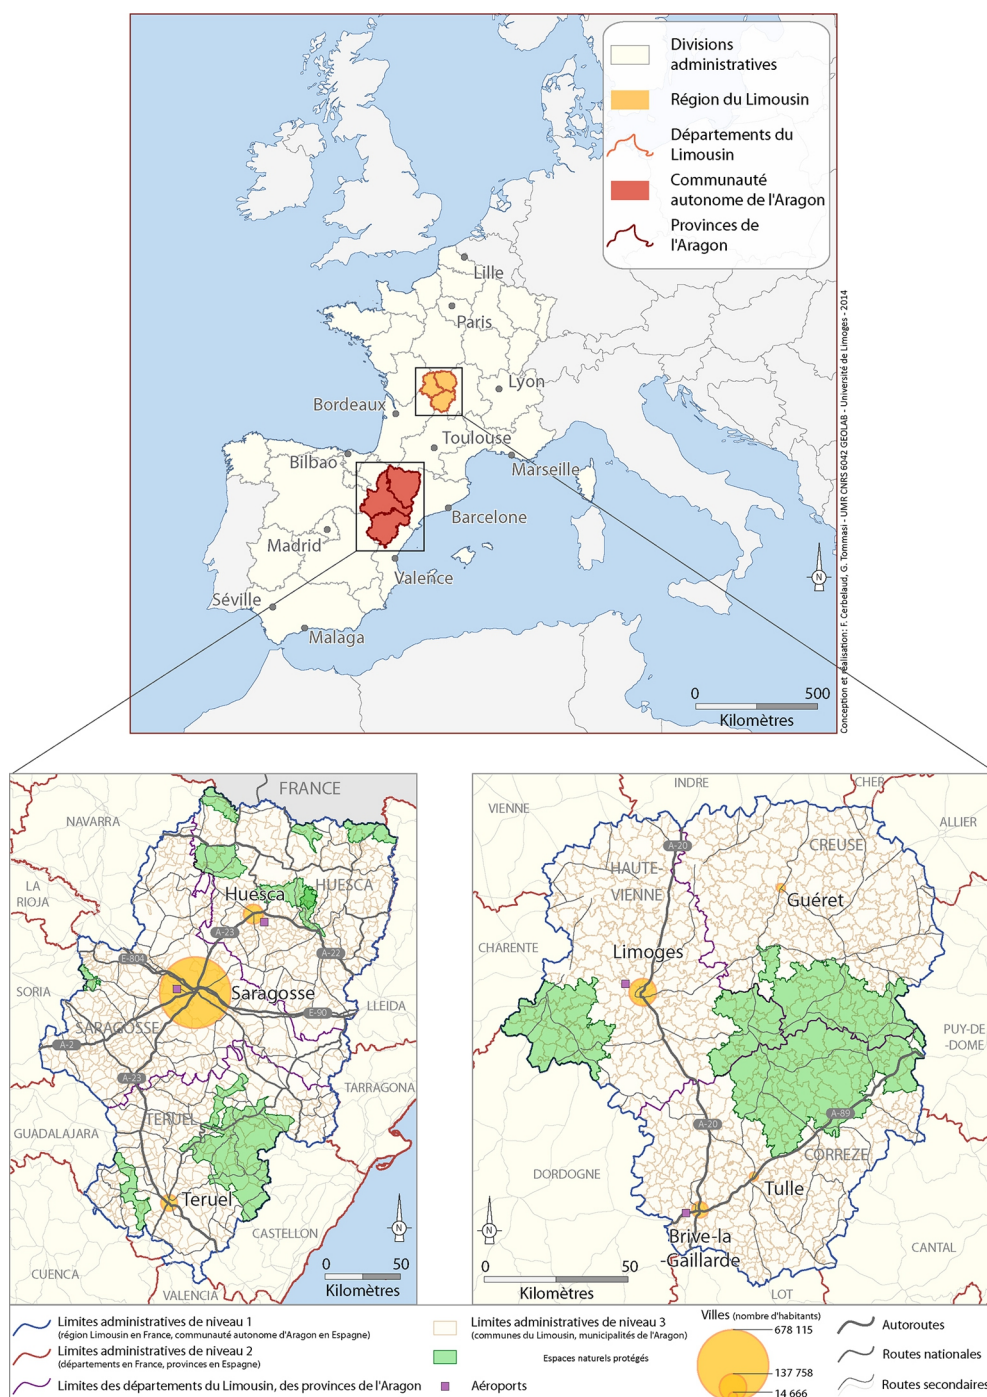 Divisions
administratives
Région du Limousin
Départements du
Limousin
Communauté
autonome de l'Aragon
Provinces de
l'Aragon
Lille
Paris
Lyon
Bordeaux
Toulouse
Bilbao
Marseille
Barcelone
Madrid
Valence
Séville
Malaga
N
0 500
Kilomètres
Conception et réalisation: F. Cerbelaud, G. Tommasi - UMR CNRS 6042 GEOLAB - Université de Limoges - 2014
FRANCE
NAVARRA
LA
RIOJA
HUESCA
Huesca
A-23
A-22
E-804
SORIA
Saragosse
LLEIDA
E-90
SARAGOSSE
A-2
A-23
TARRAGONA
TERUEL
GUADALAJARA
Teruel
CASTELLON
N
CUENCA
0 50
Kilomètres
VALENCIA
INDRE
CHER
VIENNE
ALLIER
A-20
CREUSE
HAUTE-
VIENNE
Guéret
CHARENTE
Limoges
PUY-DE
-DOME
A-89
A-20
CORREZE
DORDOGNE
Tulle
N
Brive-la
-Gaillarde
CANTAL
0 50
Kilomètres
LOT
Limites administratives de niveau 1
(région Limousin en France, communauté autonome d'Aragon en Espagne)
Limites administratives de niveau 2
(départements en France, provinces en Espagne)
Limites des départements du Limousin, des provinces de l'Aragon
Limites administratives de niveau 3
(communes du Limousin, municipalités de l'Aragon)
Espaces naturels protégés
Aéroports
Villes (nombre d'habitants)
678 115
137 758
14 666
Autoroutes
Routes nationales
Routes secondaires